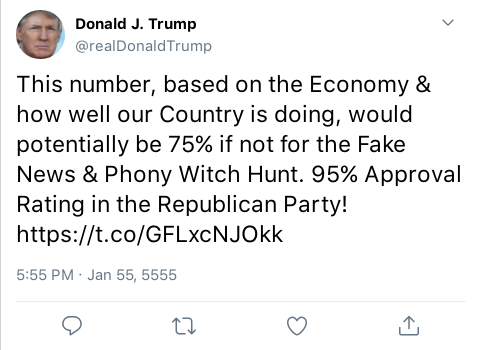 Donald J. Trump
@realDonaldTrump
This number, based on the Economy &
how well our Country is doing, would
potentially be 75% if not for the Fake
News & Phony Witch Hunt. 95% Approval
Rating in the Republican Party!
https://t.co/GFLxcNJOkk
5:55 PM · Jan 55, 5555